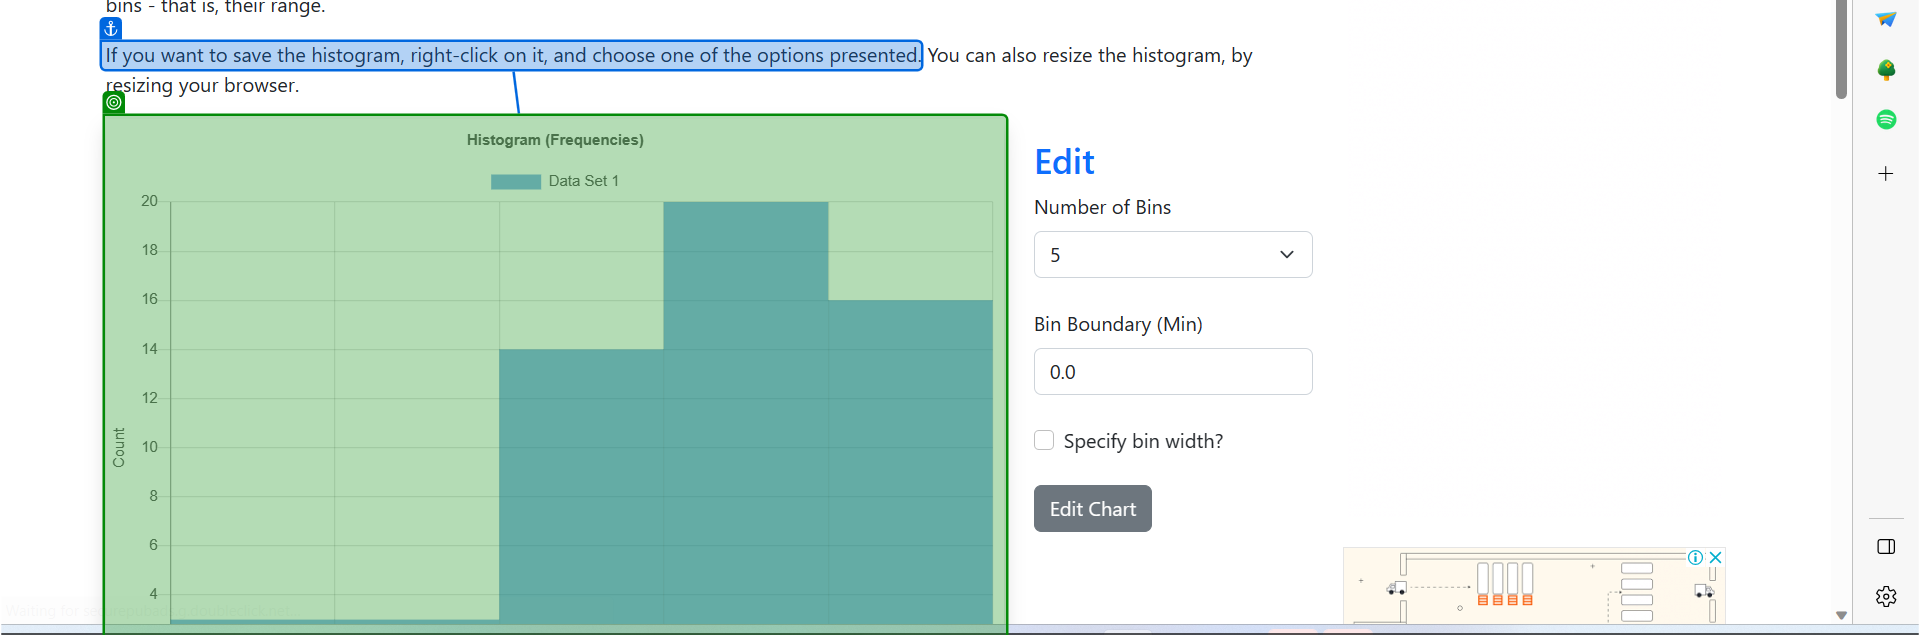 bins - that is, their range.
If you want to save the histogram, right-click on it, and choose one of the options presented. You can also resize the histogram, by
resizing your browser.
Histogram (Frequencies)
Data Set 1
20
18
16
14
12
10
8
6
4
Count
Edit
Number of Bins
5
Bin Boundary (Min)
0.0
Specify bin width?
Edit Chart